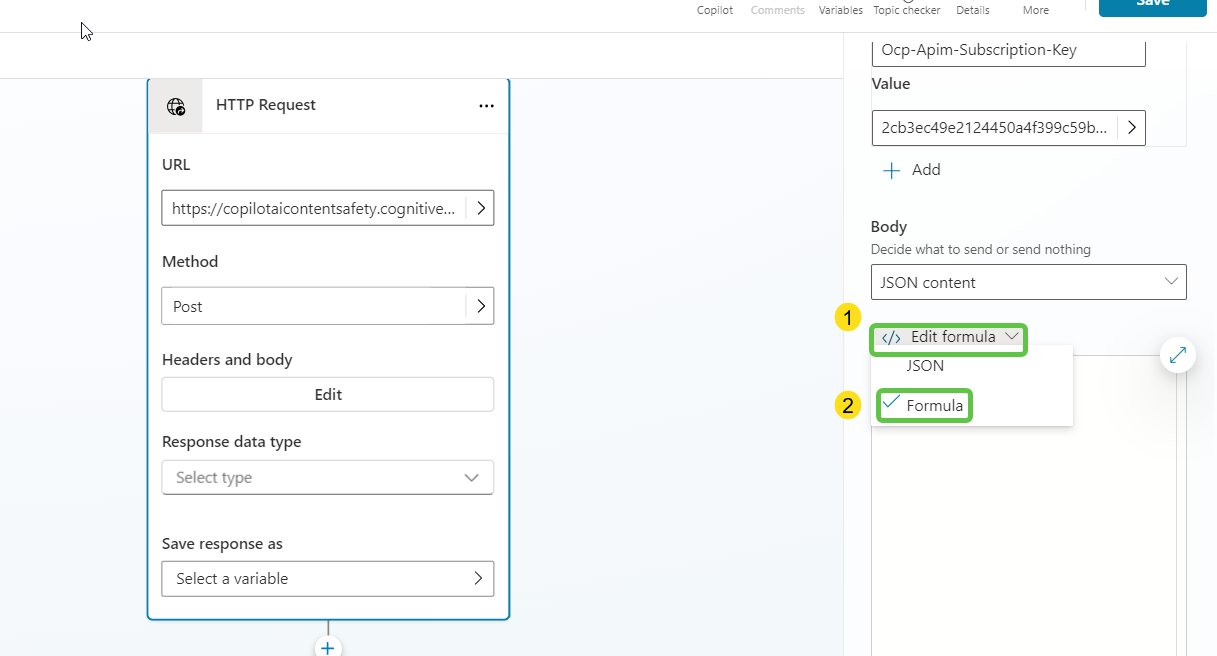 Copilot
Comments
Variables
Topic checker
Details
More
Save
HTTP Request
URL
https://copilotaicontentsafety.cognitive...
Method
Post
Headers and body
Edit
Response data type
Select type
Save response as
Select a variable
Ocp-Apim-Subscription-Key
Value
2cb3ec49e2124450a4f399c59b...
Add
Body
Decide what to send or send nothing
JSON content
1
</> Edit formula
JSON
2
Formula